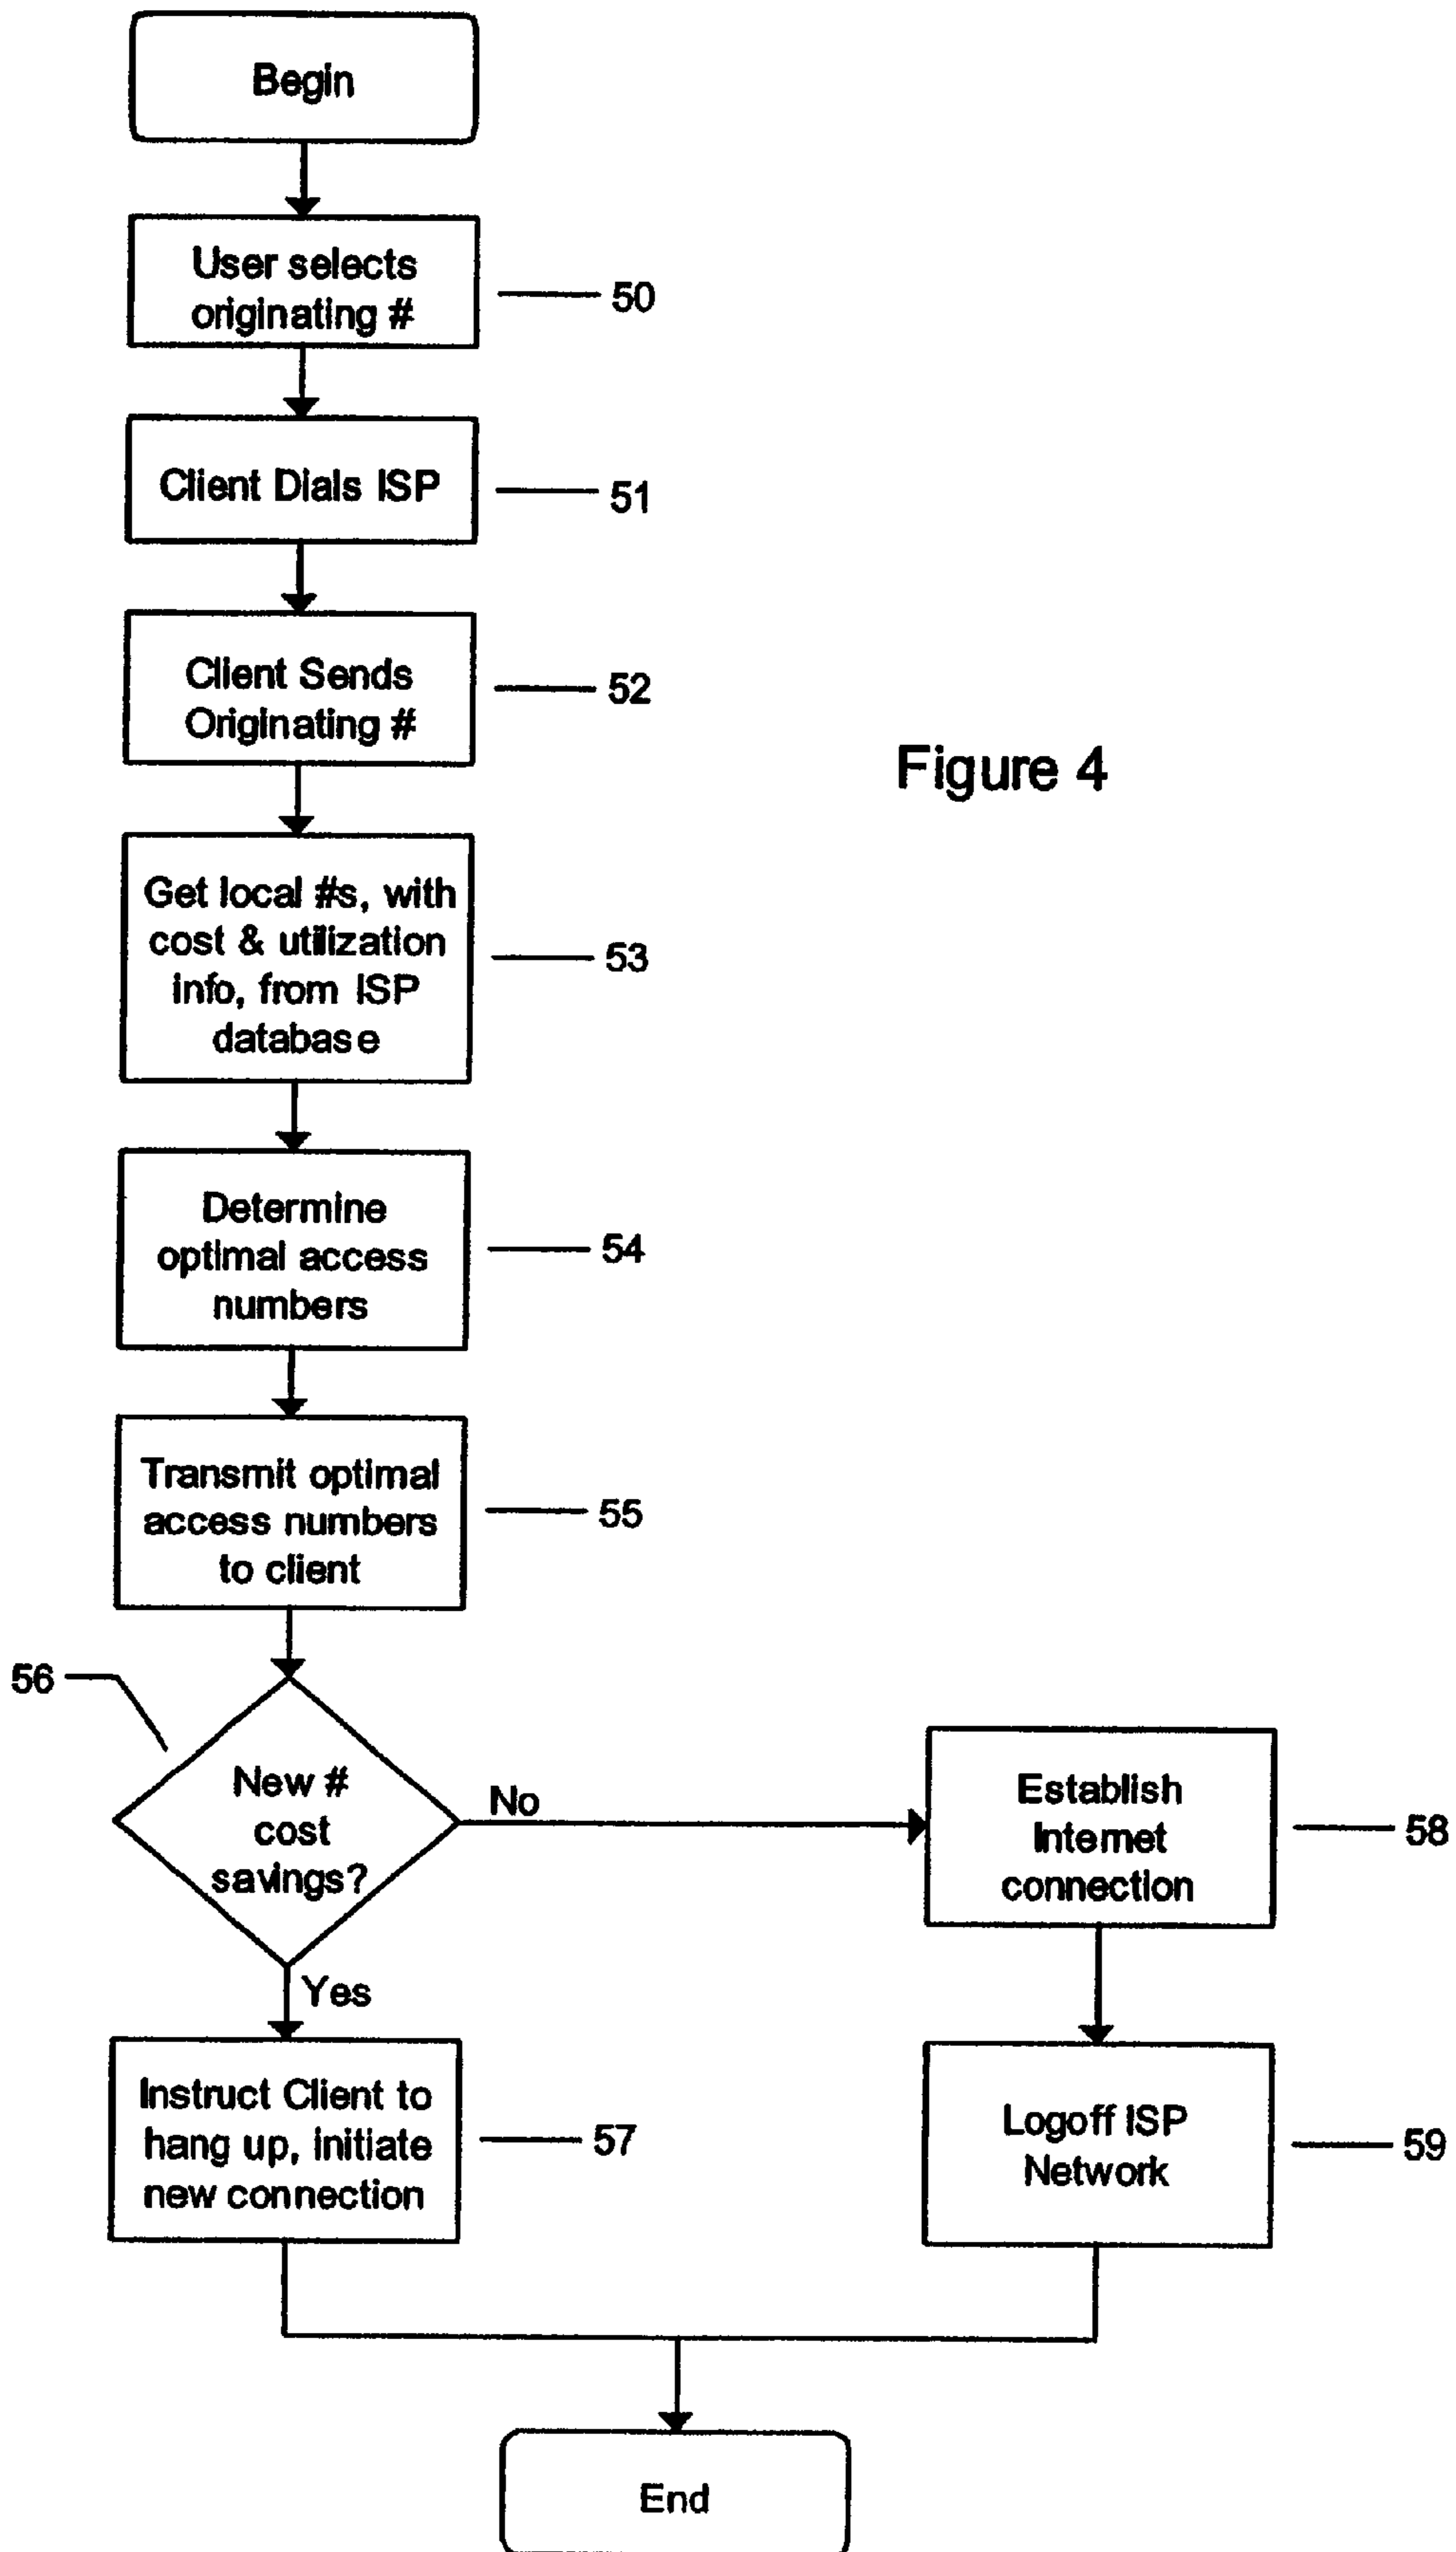 Begin
User selects
originating #
50
Client Dials ISP
51
Client Sends
Originating #
52
Figure 4
Get local #s, with
cost & utilization
info, from ISP
database
53
Determine
optimal access
numbers
54
Transmit optimal
access numbers
to client
55
56
New #
cost
savings?
No
Yes
Establish
Internet
connection
58
Instruct Client to
hang up, initiate
new connection
57
Logoff ISP
Network
59
End